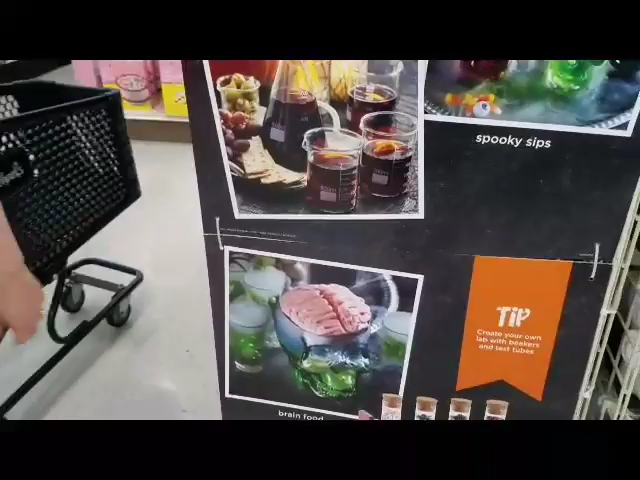 spooky sips
TIP
Create your own
lab with beakers
and test tubes
brain food